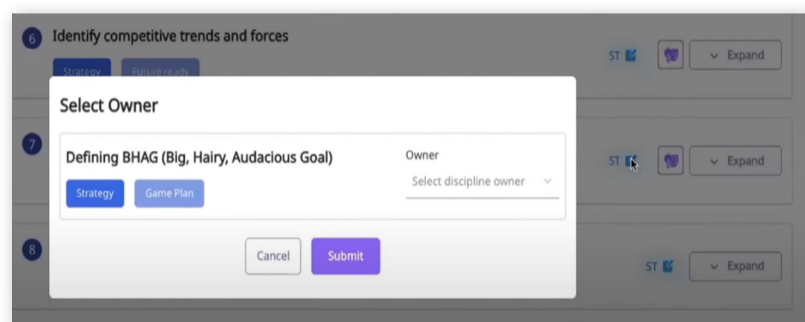 6
Identify competitive trends and forces
Strategy Future ready
ST Expand
Select Owner
Defining BHAG (Big, Hairy, Audacious Goal)
Strategy Game Plan
Owner
Select discipline owner
Cancel Submit
7
ST Expand
8
ST Expand